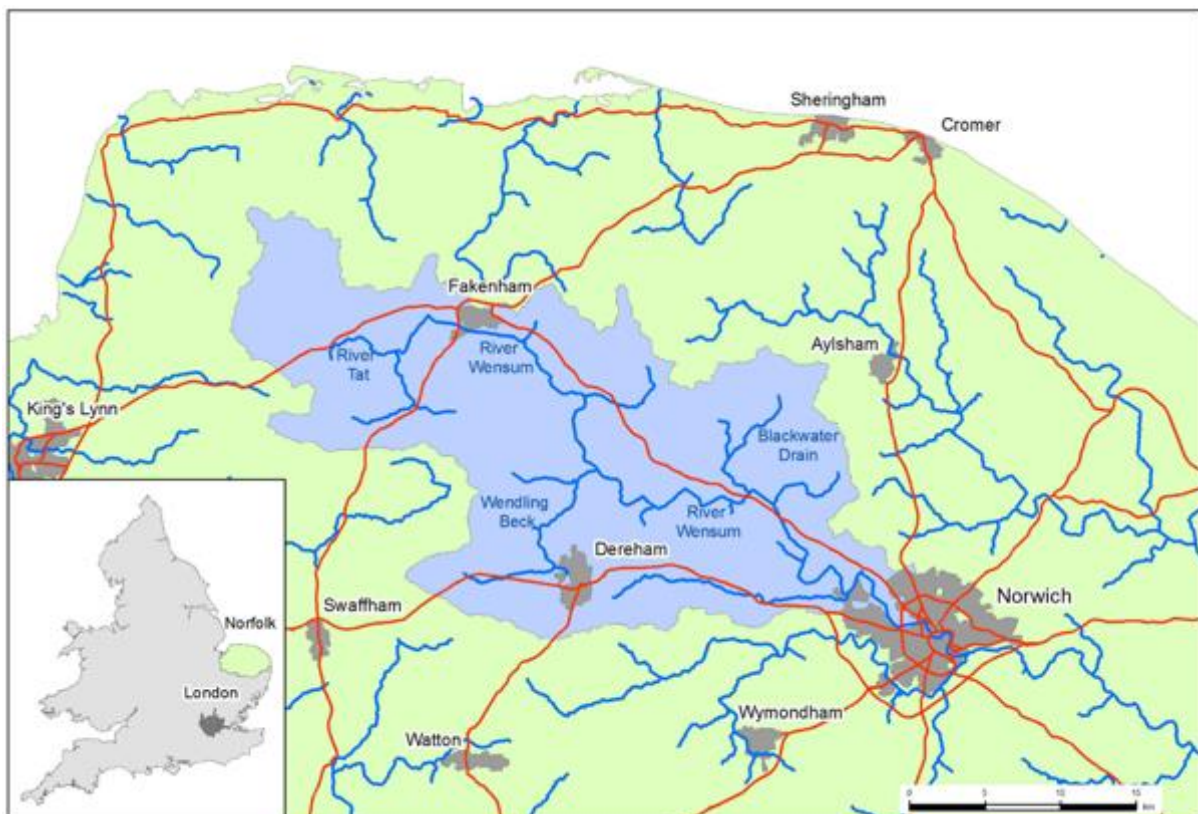 Sheringham
Cromer
Fakenham
River
Tat
River
Wensum
Aylsham
King's Lynn
Blackwater
Drain
Wendling
Beck
River
Wensum
Dereham
Swaffham
Norwich
Norfolk
London
Watton
Wymondham
0 5 10 15
km